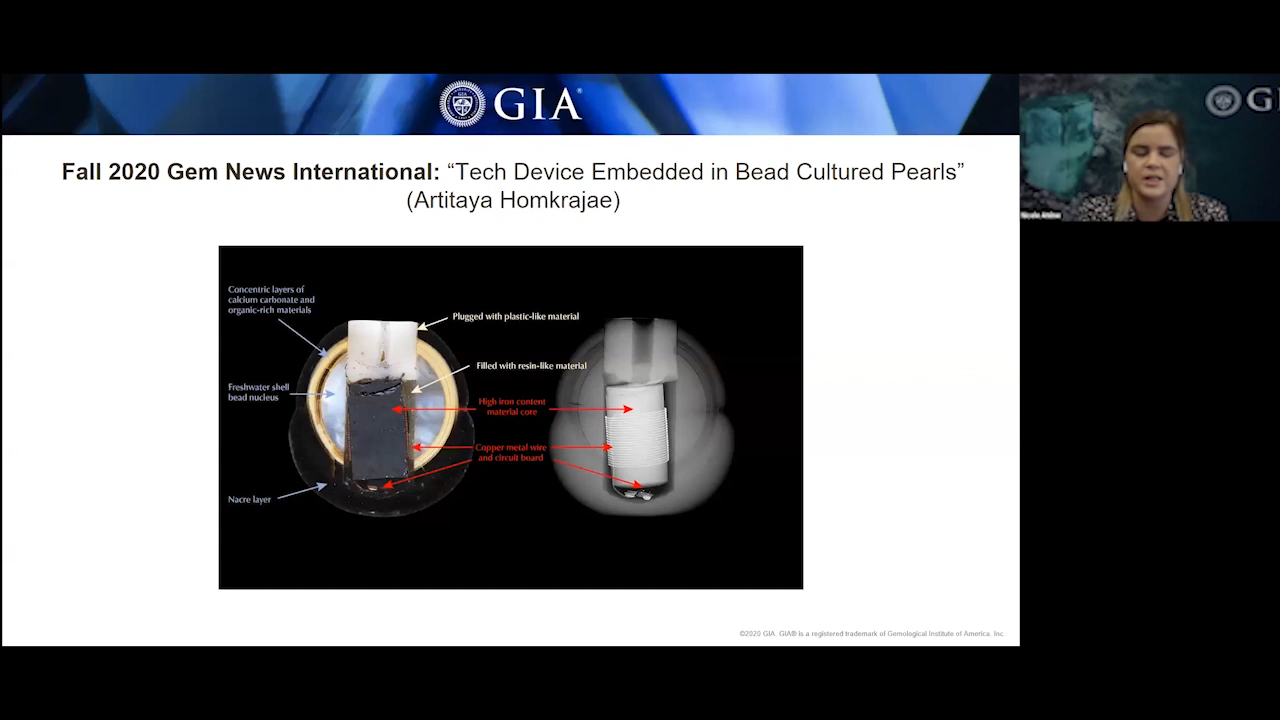 GIA®
GI
Fall 2020 Gem News International: “Tech Device Embedded in Bead Cultured Pearls”
(Artitaya Homkrajae)
Concentric layers of
calcium carbonate and
organic-rich materials
Plugged with plastic-like material
Filled with resin-like material
Freshwater shell
bead nucleus
High iron content
material core
Copper metal wire
and circuit board
Nacre layer
©2020 GIA. GIA® is a registered trademark of Gemological Institute of America. Inc.